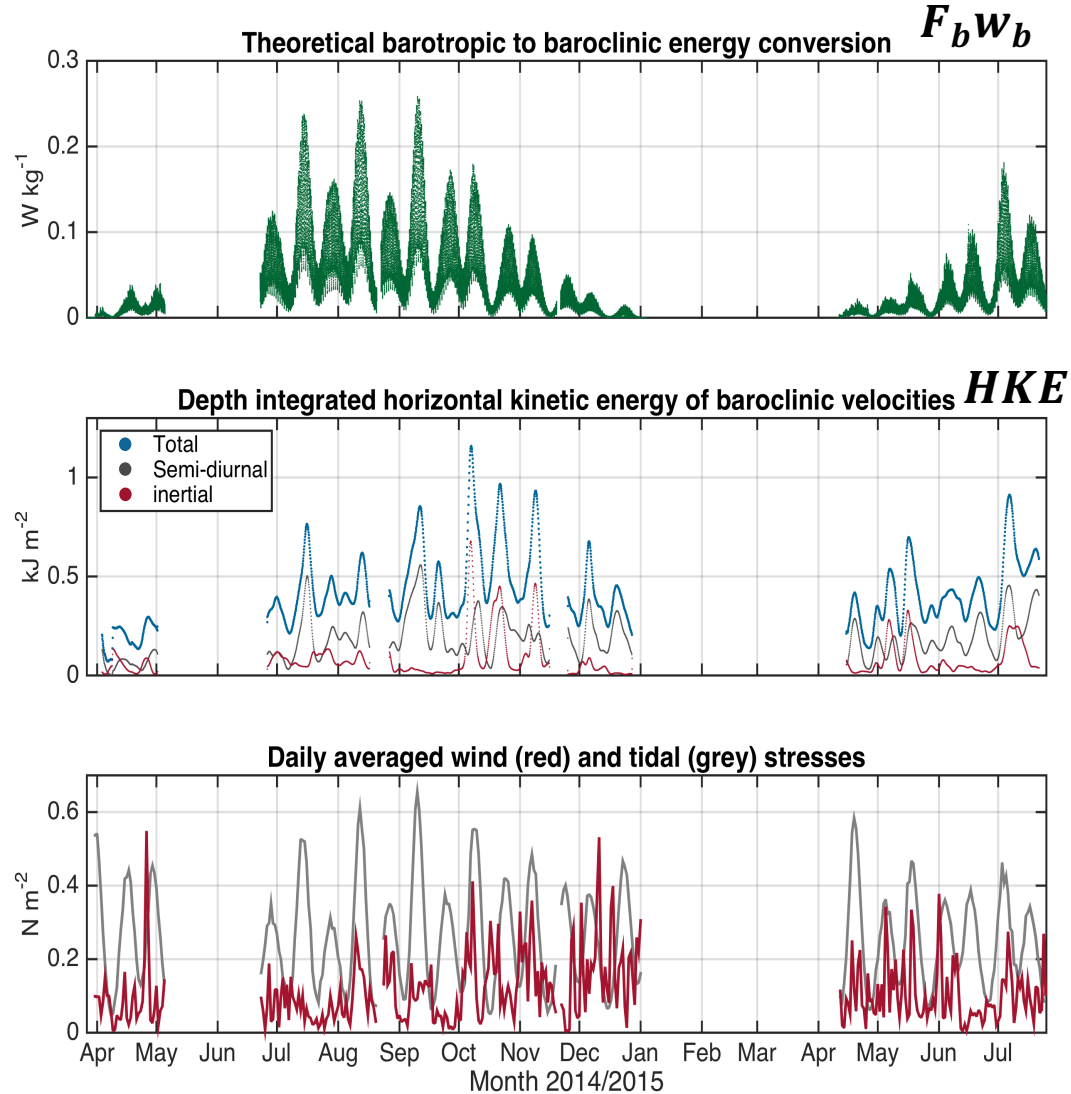 F_b w_b
Theoretical barotropic to baroclinic energy conversion
0.3
0.2
0.1
0
W kg⁻¹
HKE
Depth integrated horizontal kinetic energy of baroclinic velocities
Total
Semi-diurnal
inertial
1
0.5
0
kJ m⁻²
Daily averaged wind (red) and tidal (grey) stresses
0.6
0.4
0.2
0
N m⁻²
Apr May Jun Jul Aug Sep Oct Nov Dec Jan Feb Mar Apr May Jun Jul
Month 2014/2015